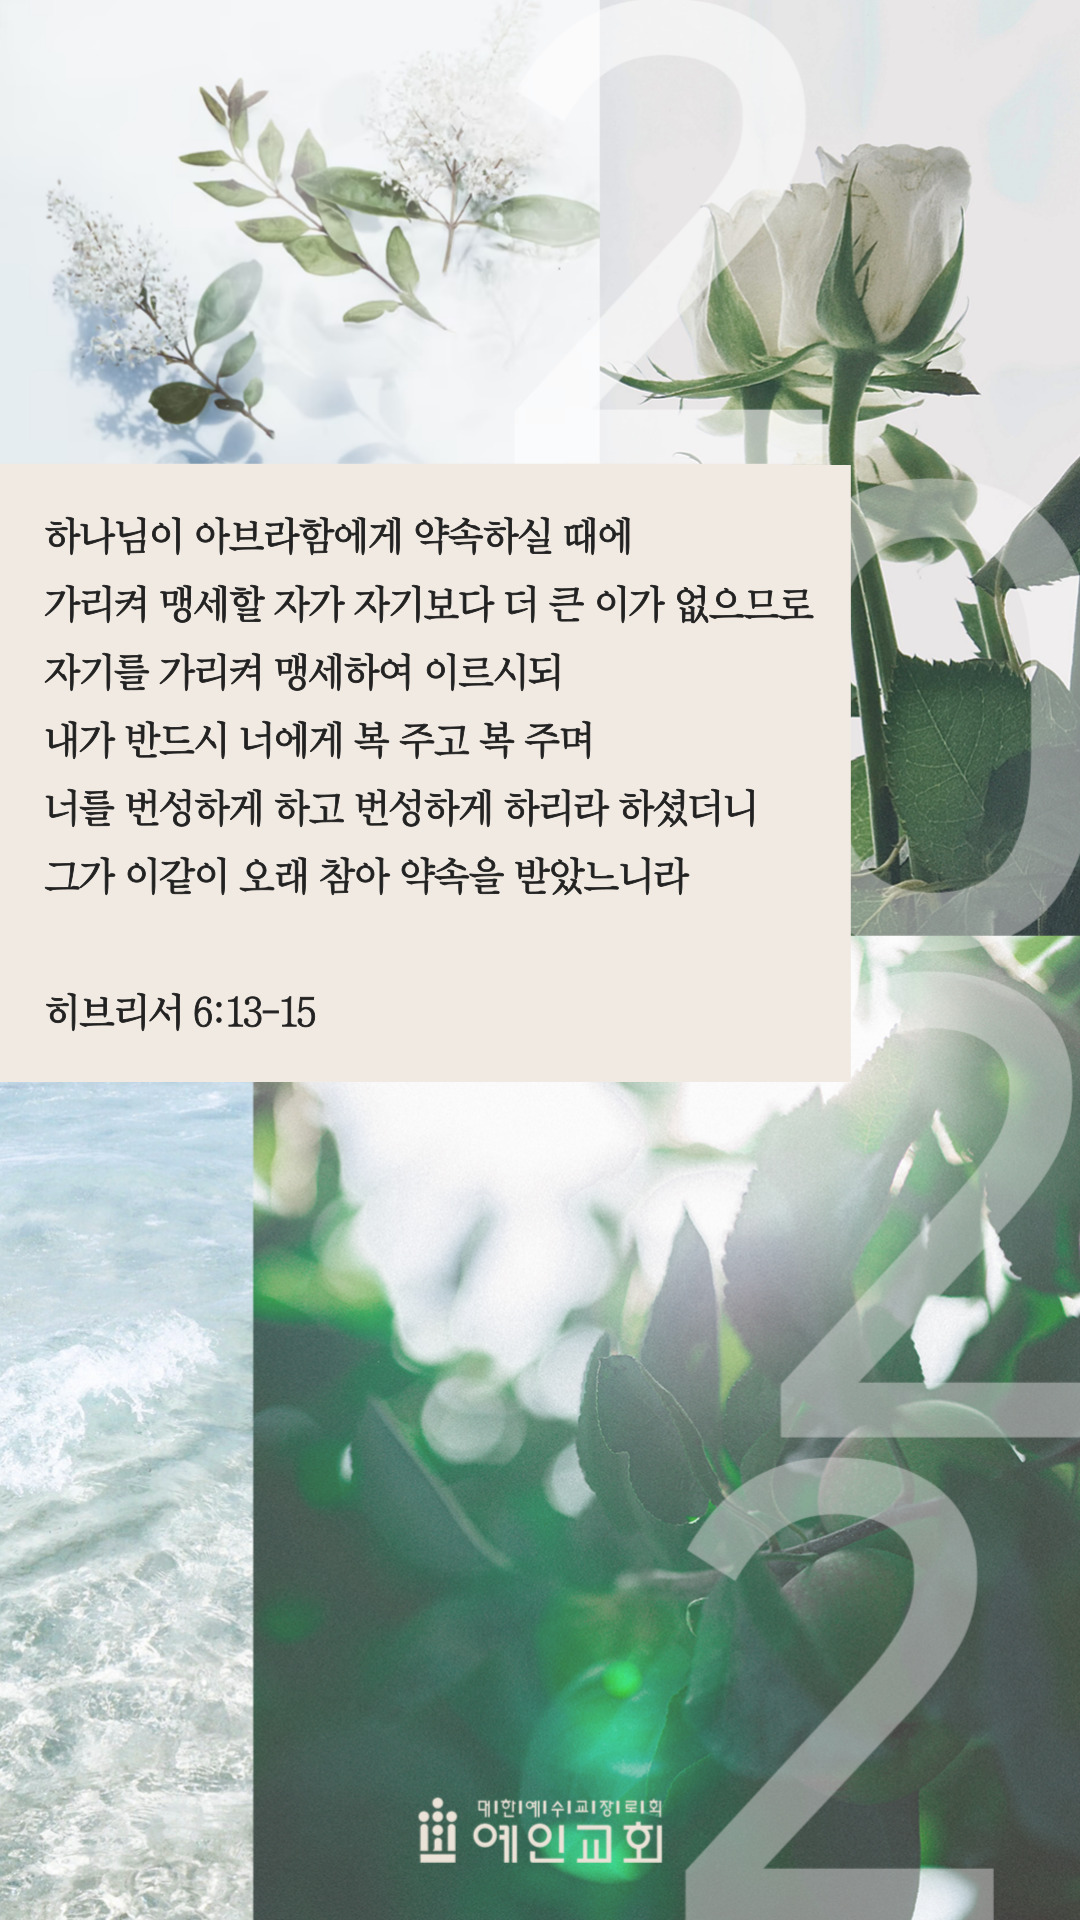 2
0
2
2
하나님이 아브라함에게 약속하실 때에
가리켜 맹세할 자가 자기보다 더 큰 이가 없으므로
자기를 가리켜 맹세하여 이르시되
내가 반드시 너에게 복 주고 복 주며
너를 번성하게 하고 번성하게 하리라 하셨더니
그가 이같이 오래 참아 약속을 받았느니라
히브리서 6:13-15
대한예수교장로회
예인교회